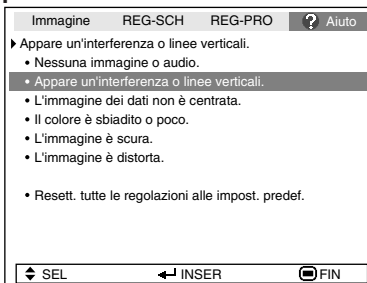 Immagine REG-SCH REG-PRO ? Aiuto
Appare un'interferenza o linee verticali.
• Nessuna immagine o audio.
• Appare un'interferenza o linee verticali.
• L'immagine dei dati non è centrata.
• Il colore è sbiadito o poco.
• L'immagine è scura.
• L'immagine è distorta.
• Resett. tutte le regolazioni alle impost. predef.
SEL INSER FIN